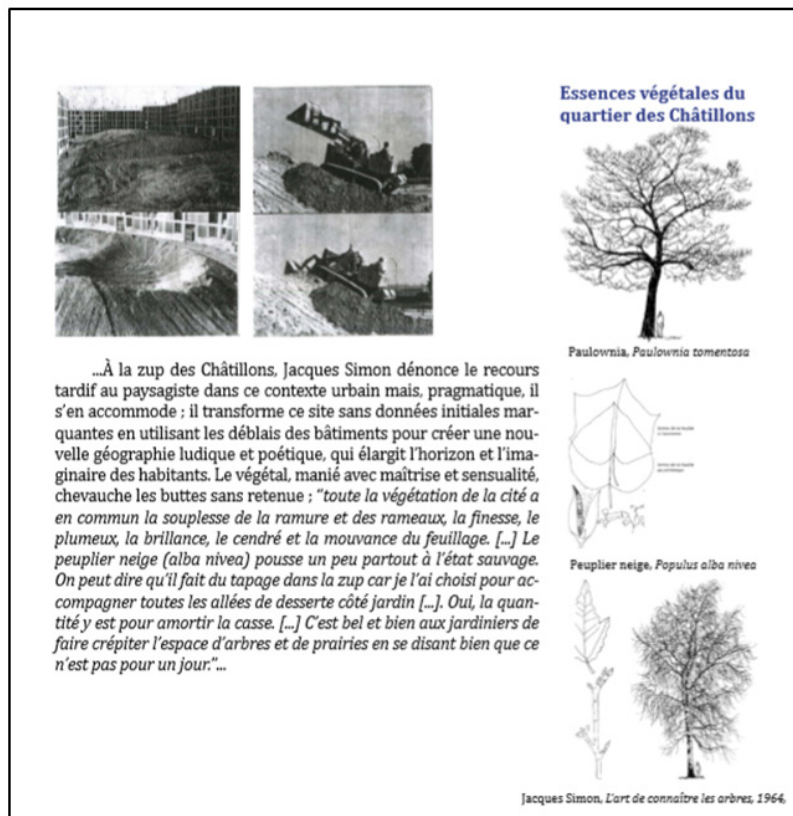 ...À la zup des Châtillons, Jacques Simon dénonce le recours
tardif au paysagiste dans ce contexte urbain mais, pragmatique, il
s'en accommode ; il transforme ce site sans données initiales mar-
quantes en utilisant les déblais des bâtiments pour créer une nou-
velle géographie ludique et poétique, qui élargit l'horizon et l'ima-
ginaire des habitants. Le végétal, manié avec maîtrise et sensualité,
chevauche les buttes sans retenue ; “toute la végétation de la cité a
en commun la souplesse de la ramure et des rameaux, la finesse, le
plumeux, la brillance, le cendré et la mouvance du feuillage. [...] Le
peuplier neige (alba nivea) pousse un peu partout à l'état sauvage.
On peut dire qu'il fait du tapage dans la zup car je l'ai choisi pour ac-
compagner toutes les allées de desserte côté jardin [...]. Oui, la quan-
tité y est pour amortir la casse. [...] C'est bel et bien aux jardiniers de
faire crépiter l'espace d'arbres et de prairies en se disant bien que ce
n'est pas pour un jour.”...
Essences végétales du
quartier des Châtillons
Paulownia, Paulownia tomentosa
Peuplier neige, Populus alba nivea
Jacques Simon, L'art de connaître les arbres, 1964,